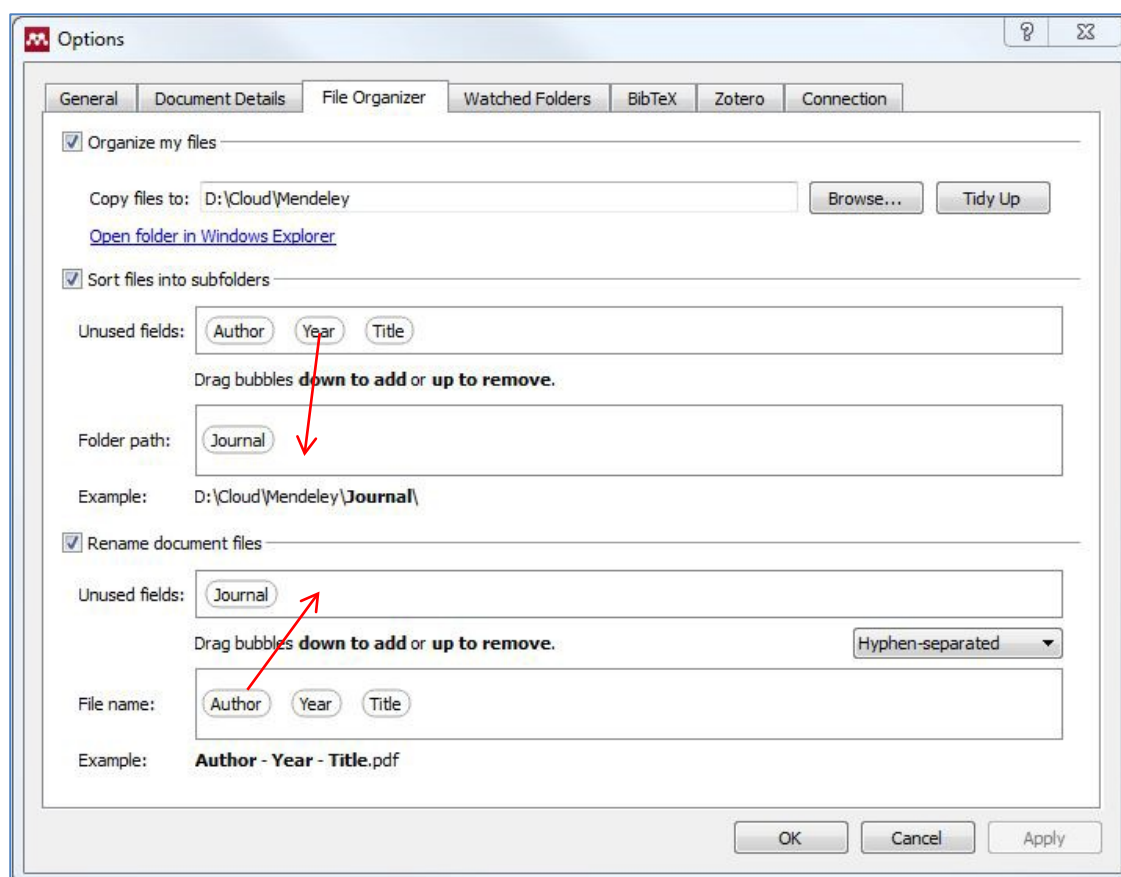 Options
General Document Details File Organizer Watched Folders BibTeX Zotero Connection
Organize my files
Copy files to: D:\Cloud\Mendeley Browse... Tidy Up
Open folder in Windows Explorer
Sort files into subfolders
Unused fields: Author Year Title
Drag bubbles down to add or up to remove.
Folder path: Journal
Example: D:\Cloud\Mendeley\Journal\
Rename document files
Unused fields: Journal
Drag bubbles down to add or up to remove. Hyphen-separated
File name: Author Year Title
Example: Author - Year - Title.pdf
OK Cancel Apply